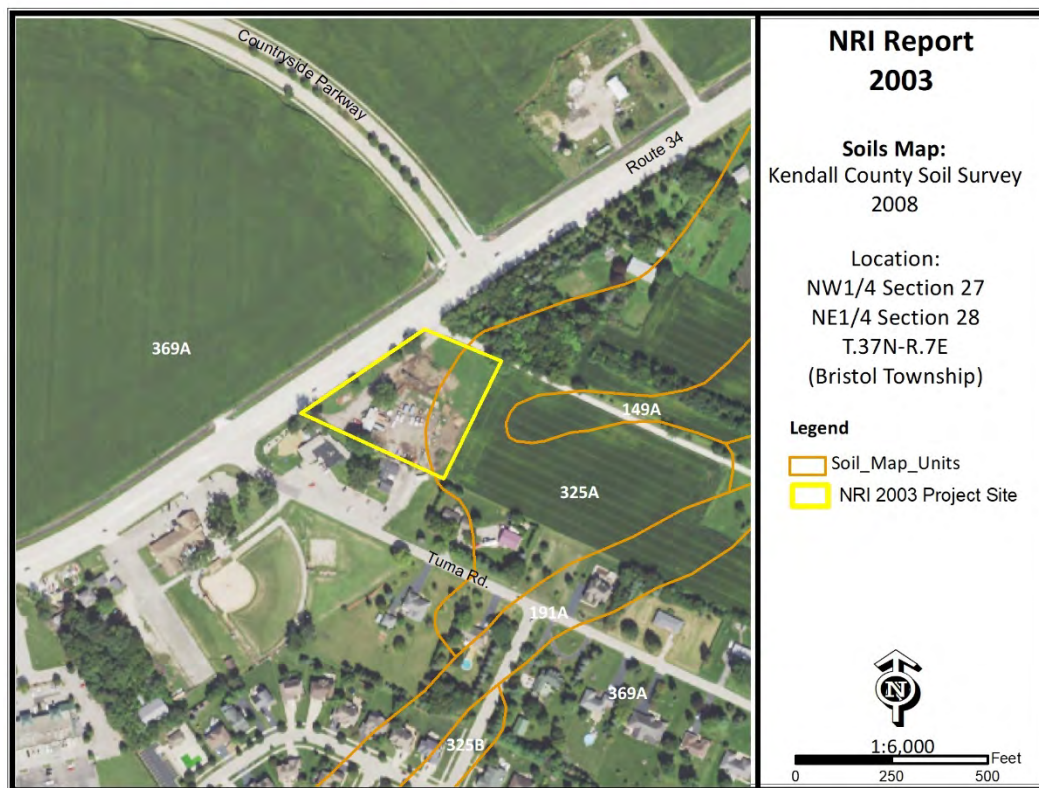 Countryside Parkway
Route 34
369A
149A
325A
Tuma Rd.
191A
369A
325B
NRI Report
2003
Soils Map:
Kendall County Soil Survey
2008
Location:
NW1/4 Section 27
NE1/4 Section 28
T.37N-R.7E
(Bristol Township)
Legend
Soil_Map_Units
NRI 2003 Project Site
N
1:6,000
Feet
0 250 500